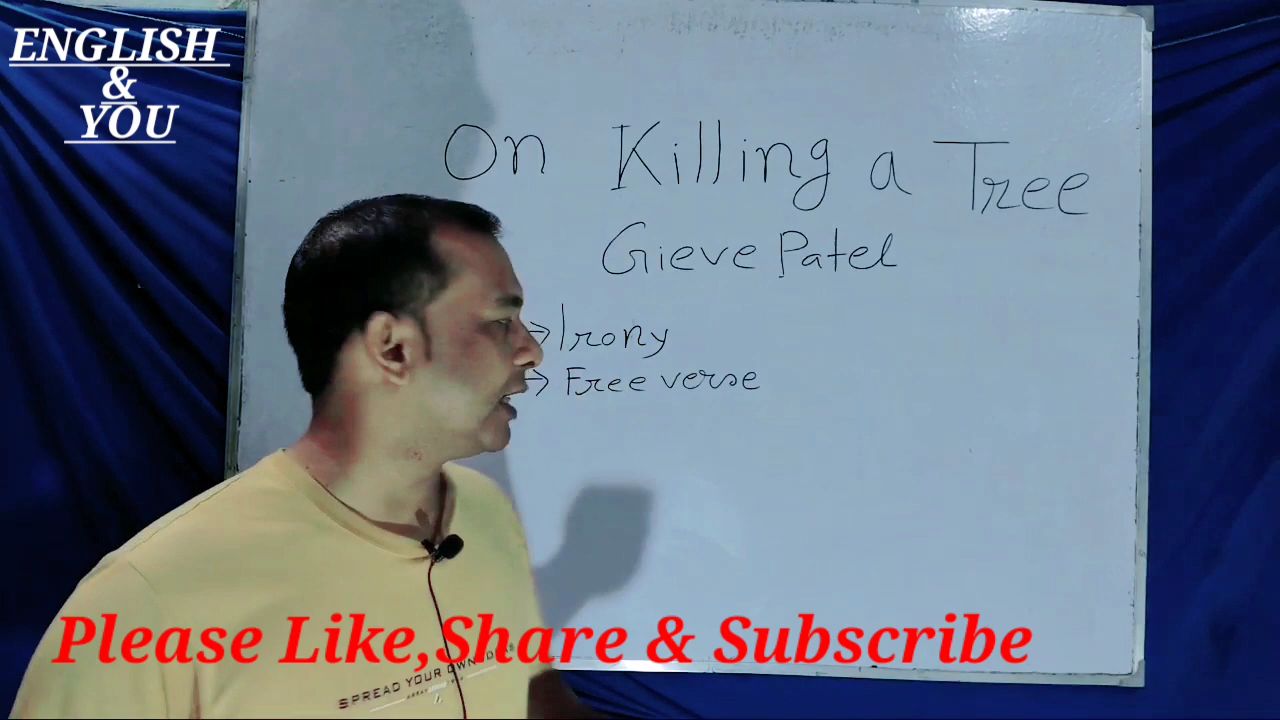 ENGLISH
&
YOU
On Killing a Tree
Gieve Patel
→ Irony
→ Free verse
Please Like,Share & Subscribe
SPREAD YOUR OWN